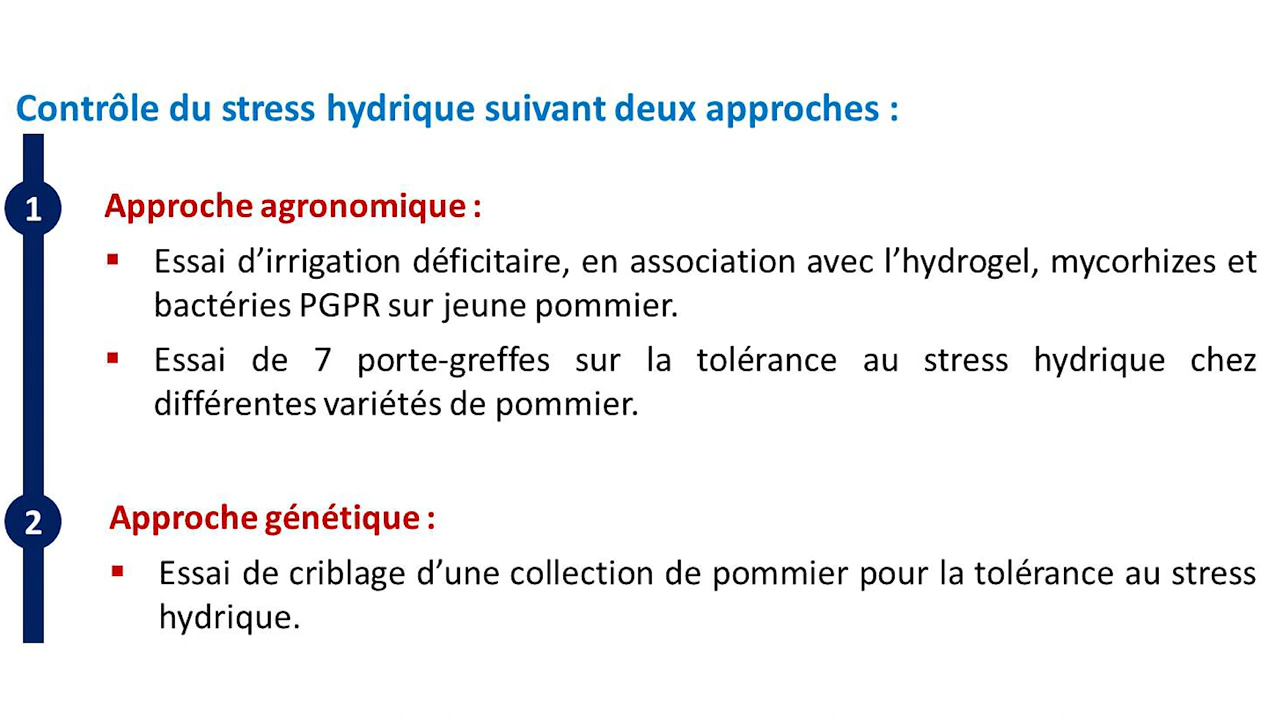 Contrôle du stress hydrique suivant deux approches :
1
Approche agronomique :
▪ Essai d’irrigation déficitaire, en association avec l’hydrogel, mycorhizes et
bactéries PGPR sur jeune pommier.
▪ Essai de 7 porte-greffes sur la tolérance au stress hydrique chez
différentes variétés de pommier.
2
Approche génétique :
▪ Essai de criblage d’une collection de pommier pour la tolérance au stress
hydrique.